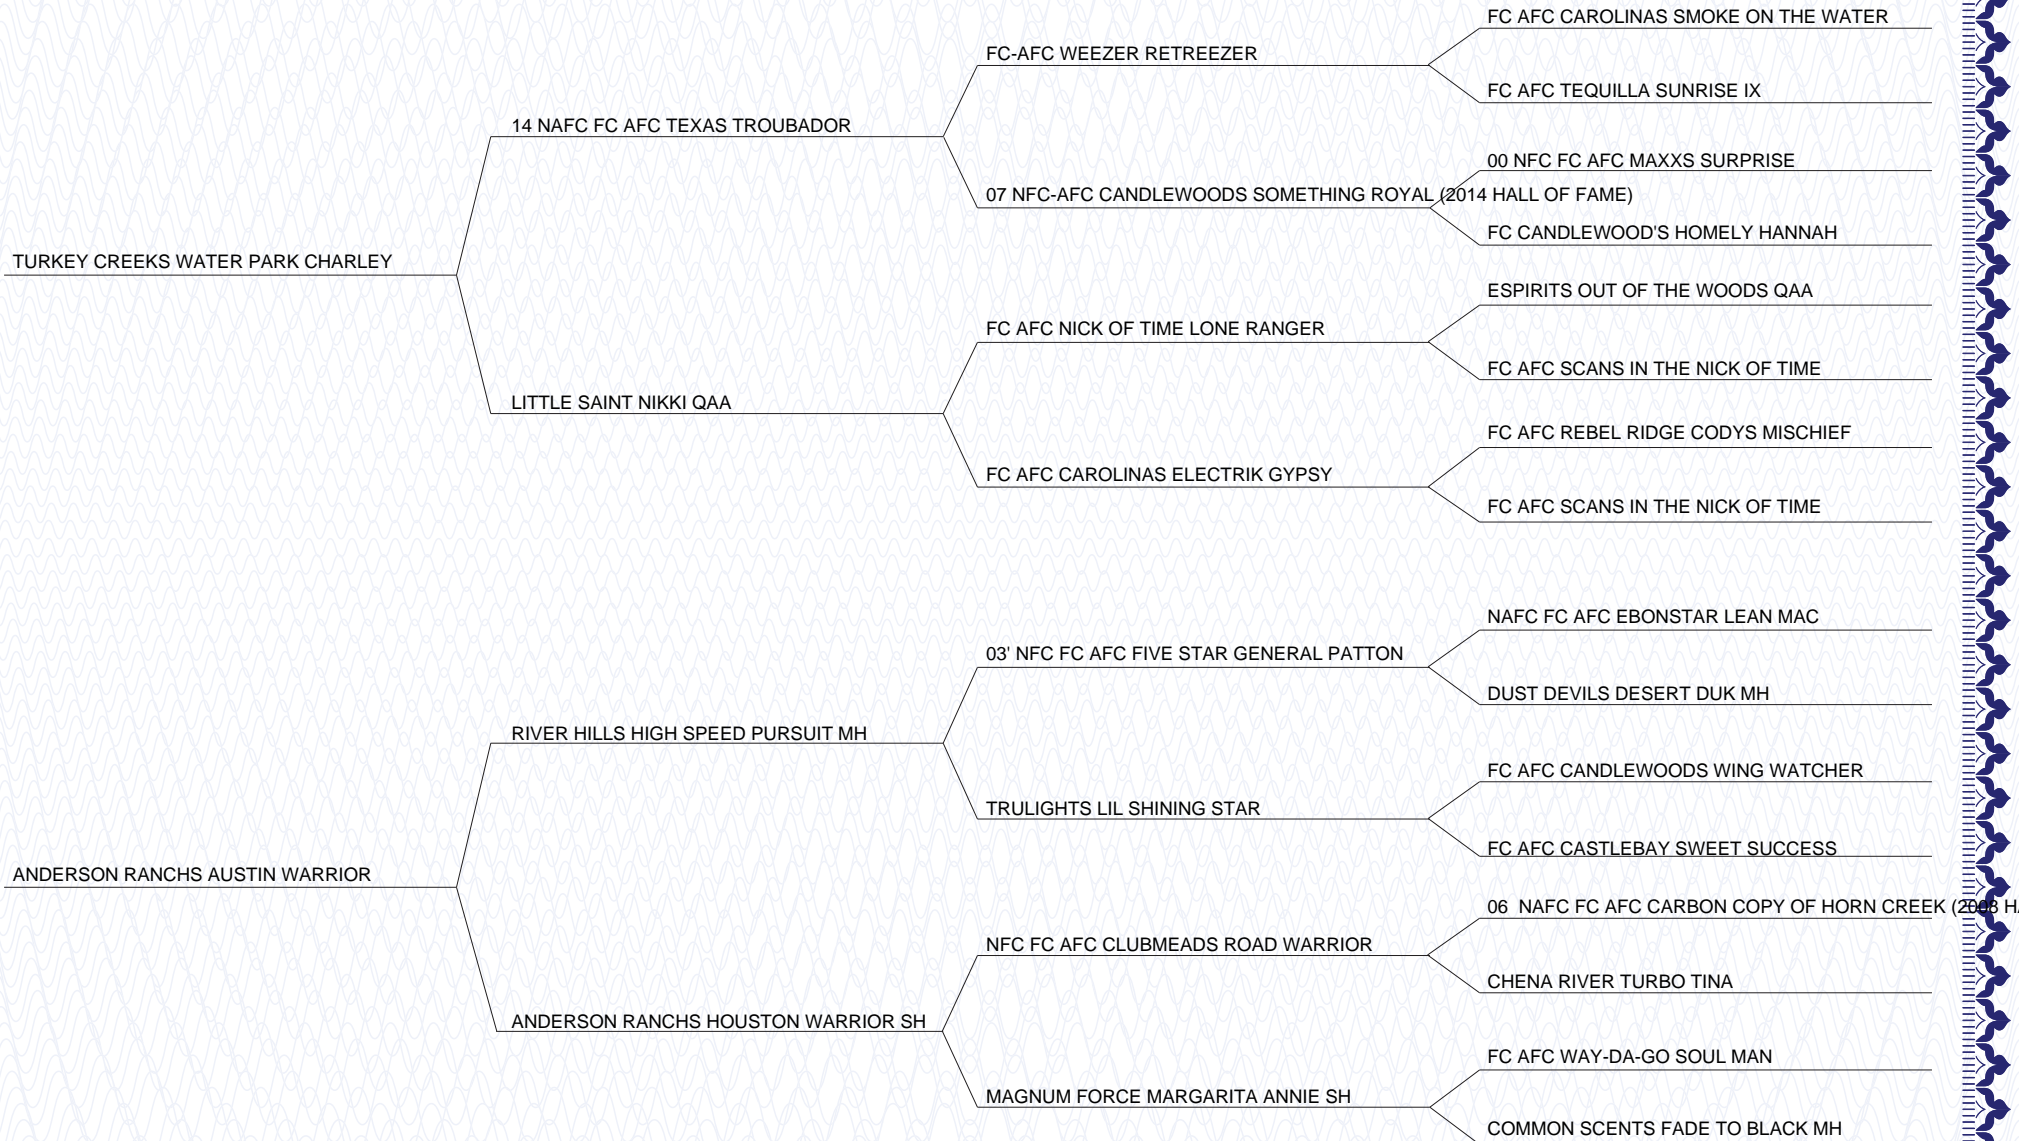 FC AFC CAROLINAS SMOKE ON THE WATER
FC-AFC WEEZER RETREEZER
FC AFC TEQUILLA SUNRISE IX
14 NAFC FC AFC TEXAS TROUBADOR
00 NFC FC AFC MAXXS SURPRISE
07 NFC-AFC CANDLEWOODS SOMETHING ROYAL (2014 HALL OF FAME)
FC CANDLEWOOD'S HOMELY HANNAH
TURKEY CREEKS WATER PARK CHARLEY
ESPIRITS OUT OF THE WOODS QAA
FC AFC NICK OF TIME LONE RANGER
FC AFC SCANS IN THE NICK OF TIME
LITTLE SAINT NIKKI QAA
FC AFC REBEL RIDGE CODYS MISCHIEF
FC AFC CAROLINAS ELECTRIK GYPSY
FC AFC SCANS IN THE NICK OF TIME
NAFC FC AFC EBONSTAR LEAN MAC
03' NFC FC AFC FIVE STAR GENERAL PATTON
DUST DEVILS DESERT DUK MH
RIVER HILLS HIGH SPEED PURSUIT MH
FC AFC CANDLEWOODS WING WATCHER
TRULIGHTS LIL SHINING STAR
FC AFC CASTLEBAY SWEET SUCCESS
ANDERSON RANCHS AUSTIN WARRIOR
06 NAFC FC AFC CARBON COPY OF HORN CREEK (2008
NFC FC AFC CLUBMEADS ROAD WARRIOR
CHENA RIVER TURBO TINA
ANDERSON RANCHS HOUSTON WARRIOR SH
FC AFC WAY-DA-GO SOUL MAN
MAGNUM FORCE MARGARITA ANNIE SH
COMMON SCENTS FADE TO BLACK MH